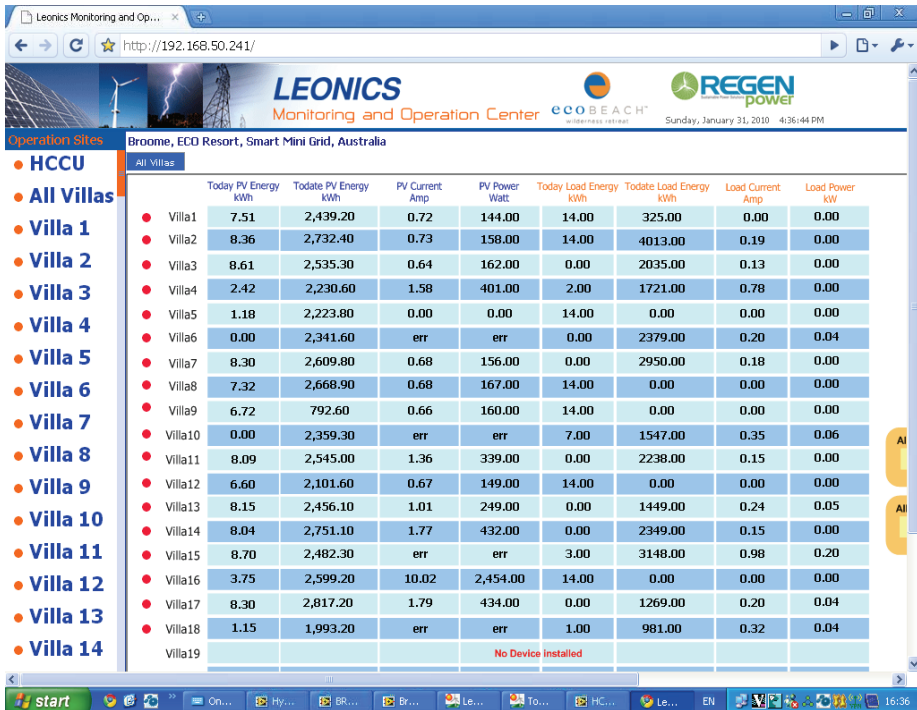 Leonics Monitoring and Op...
http://192.168.50.241/
LEONICS
Monitoring and Operation Center
ecoBEACH
wilderness retreat
REGEN
power
Sunday, January 31, 2010 4:36:44 PM
Operation Sites
HCCU
All Villas
Villa 1
Villa 2
Villa 3
Villa 4
Villa 5
Villa 6
Villa 7
Villa 8
Villa 9
Villa 10
Villa 11
Villa 12
Villa 13
Villa 14
Broome, ECO Resort, Smart Mini Grid, Australia
All Villas
Today PV Energy kWh Todate PV Energy kWh PV Current Amp PV Power Watt Today Load Energy kWh Todate Load Energy kWh Load Current Amp Load Power kW
Villa1 7.51 2,439.20 0.72 144.00 14.00 325.00 0.00 0.00
Villa2 8.36 2,732.40 0.73 158.00 14.00 4013.00 0.19 0.00
Villa3 8.61 2,535.30 0.64 162.00 0.00 2035.00 0.13 0.00
Villa4 2.42 2,230.60 1.58 401.00 2.00 1721.00 0.78 0.00
Villa5 1.18 2,223.80 0.00 0.00 14.00 0.00 0.00 0.00
Villa6 0.00 2,341.60 err err 0.00 2379.00 0.20 0.04
Villa7 8.30 2,609.80 0.68 156.00 0.00 2950.00 0.18 0.00
Villa8 7.32 2,668.90 0.68 167.00 14.00 0.00 0.00 0.00
Villa9 6.72 792.60 0.66 160.00 14.00 0.00 0.00 0.00
Villa10 0.00 2,359.30 err err 7.00 1547.00 0.35 0.06
Villa11 8.09 2,545.00 1.36 339.00 0.00 2238.00 0.15 0.00
Villa12 6.60 2,101.60 0.67 149.00 14.00 0.00 0.00 0.00
Villa13 8.15 2,456.10 1.01 249.00 0.00 1449.00 0.24 0.05
Villa14 8.04 2,751.10 1.77 432.00 0.00 2349.00 0.15 0.00
Villa15 8.70 2,482.30 err err 3.00 3148.00 0.98 0.20
Villa16 3.75 2,599.20 10.02 2,454.00 14.00 0.00 0.00 0.00
Villa17 8.30 2,817.20 1.79 434.00 0.00 1269.00 0.20 0.04
Villa18 1.15 1,993.20 err err 1.00 981.00 0.32 0.04
Villa19 No Device installed
Al
All
start On... Hy... BR... Br... Le... To... HC... Le... EN 16:36